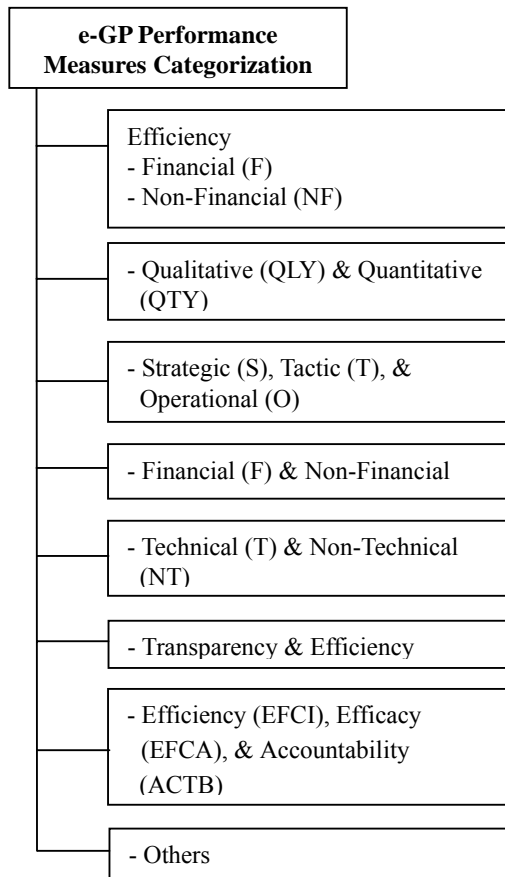 e-GP Performance
Measures Categorization
Efficiency
- Financial (F)
- Non-Financial (NF)
- Qualitative (QLY) & Quantitative
(QTY)
- Strategic (S), Tactic (T), &
Operational (O)
- Financial (F) & Non-Financial
- Technical (T) & Non-Technical
(NT)
- Transparency & Efficiency
- Efficiency (EFCI), Efficacy
(EFCA), & Accountability
(ACTB)
- Others